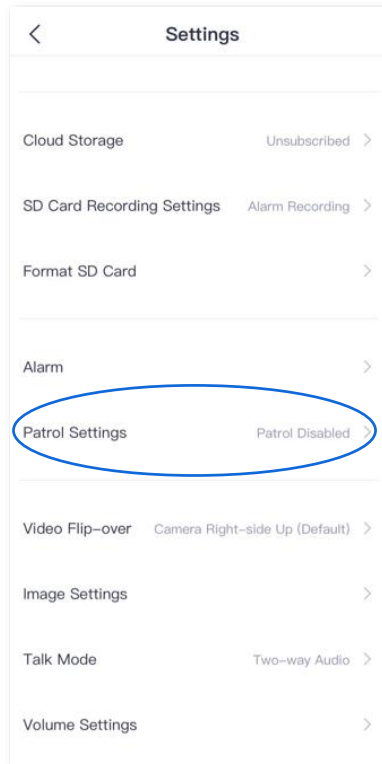 Settings
Cloud Storage Unsubscribed
SD Card Recording Settings Alarm Recording
Format SD Card
Alarm
Patrol Settings Patrol Disabled
Video Flip-over Camera Right-side Up (Default)
Image Settings
Talk Mode Two-way Audio
Volume Settings